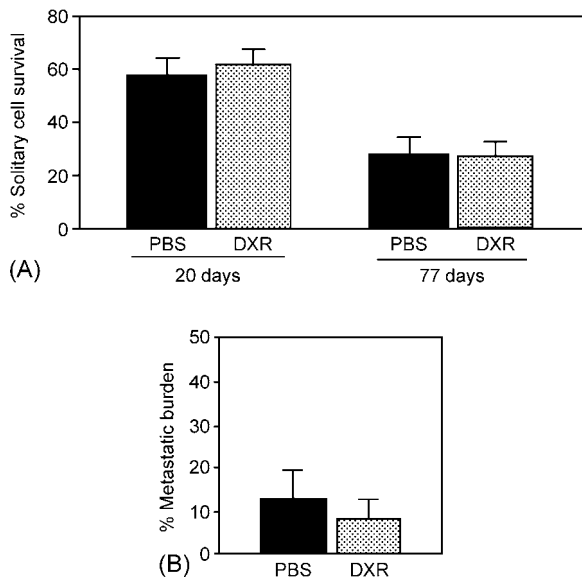 % Solitary cell survival
80
60
40
20
0
PBS DXR PBS DXR
20 days 77 days
(A)
% Metastatic burden
50
40
30
20
10
0
PBS DXR
(B)